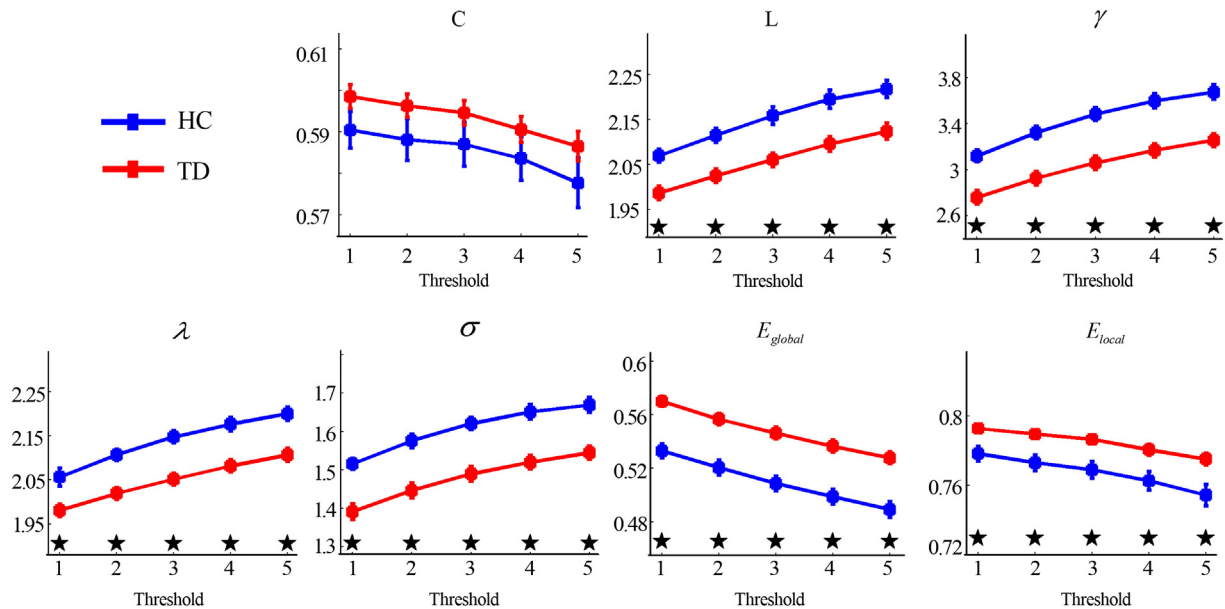 C
L
γ
HC
TD
0.61
0.59
0.57
1 2 3 4 5
Threshold
2.25
2.15
2.05
1.95
1 2 3 4 5
Threshold
3.8
3.4
3
2.6
1 2 3 4 5
Threshold
λ
σ
E_global
E_local
2.25
2.15
2.05
1.95
1 2 3 4 5
Threshold
1.7
1.6
1.5
1.4
1.3
1 2 3 4 5
Threshold
0.6
0.56
0.52
0.48
1 2 3 4 5
Threshold
0.8
0.76
0.72
1 2 3 4 5
Threshold